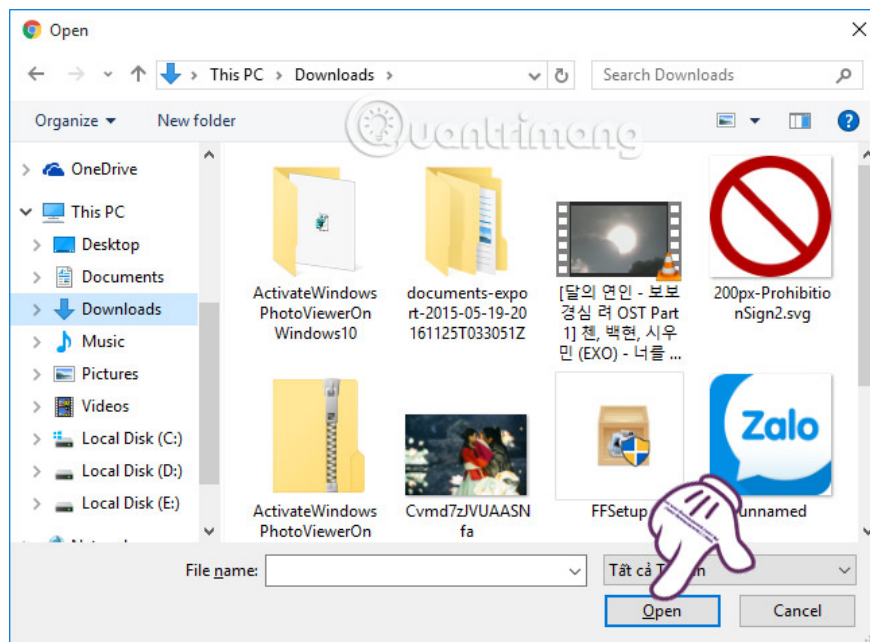 Open
This PC
Downloads
Search Downloads
Organize
New folder
Quantrimang
OneDrive
This PC
Desktop
Documents
Downloads
Music
Pictures
Videos
Local Disk (C:)
Local Disk (D:)
Local Disk (E:)
ActivateWindows
PhotoViewerOn
Windows10
documents-expo
rt-2015-05-19-20
161125T033051Z
[달의 연인 - 보보
경심 려 OST Part
1] 첸, 백현, 시우
민 (EXO) - 너를 ...
200px-Prohibitio
nSign2.svg
ActivateWindows
PhotoViewerOn
Cvmd7zJVUAASN
fa
FFSetup
Zalo
unnamed
File name:
Tất cả
Open
Cancel